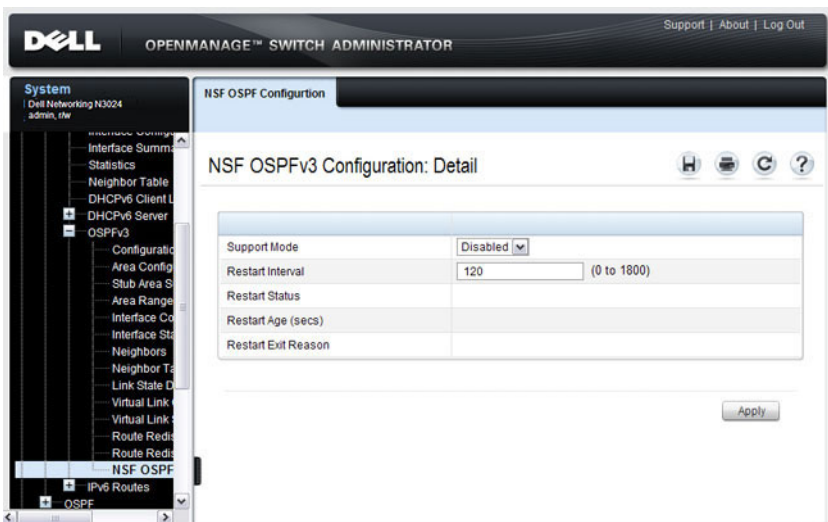 Support | About | Log Out
DELL OPENMANAGE™ SWITCH ADMINISTRATOR
System
Dell Networking N3024
admin, r/w
NSF OSPF Configurtion
Interface Summa
Statistics
Neighbor Table
DHCPv6 Client L
DHCPv6 Server
OSPFv3
Configuratio
Area Config
Stub Area S
Area Range
Interface Co
Interface Sta
Neighbors
Neighbor Ta
Link State D
Virtual Link
Virtual Link
Route Redis
Route Redis
NSF OSPF
IPv6 Routes
OSPF
NSF OSPFv3 Configuration: Detail
Support Mode Disabled
Restart Interval 120 (0 to 1800)
Restart Status
Restart Age (secs)
Restart Exit Reason
Apply